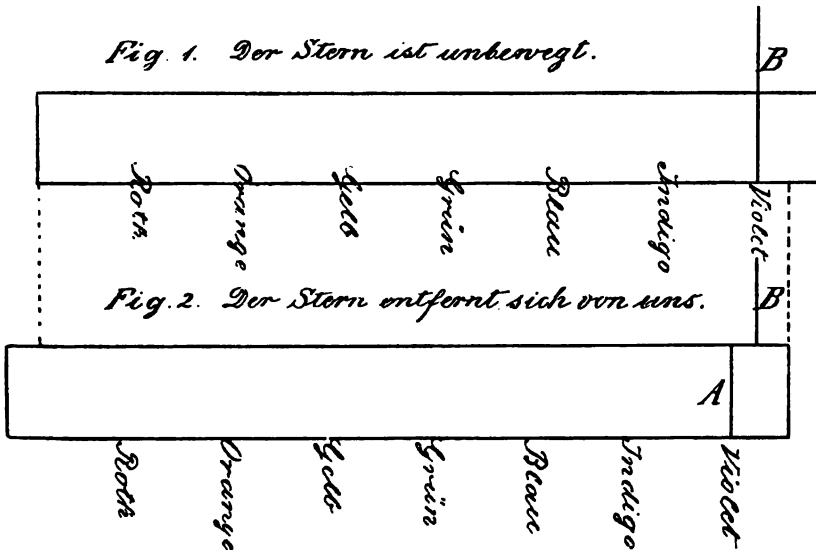 Fig. 1. Der Stern ist unbewegt.
B
Roth.
Orange
Gelb
Grün
Blau
Indigo
Violet
Fig. 2. Der Stern entfernt sich von uns.
B
A
Roth
Orange
Gelb
Grün
Blau
Indigo
Violet